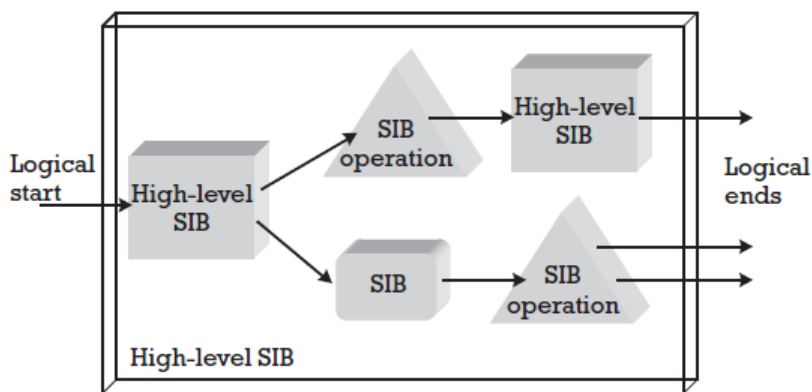 Logical
start
High-level
SIB
SIB
operation
High-level
SIB
SIB
SIB
operation
Logical
ends
High-level SIB